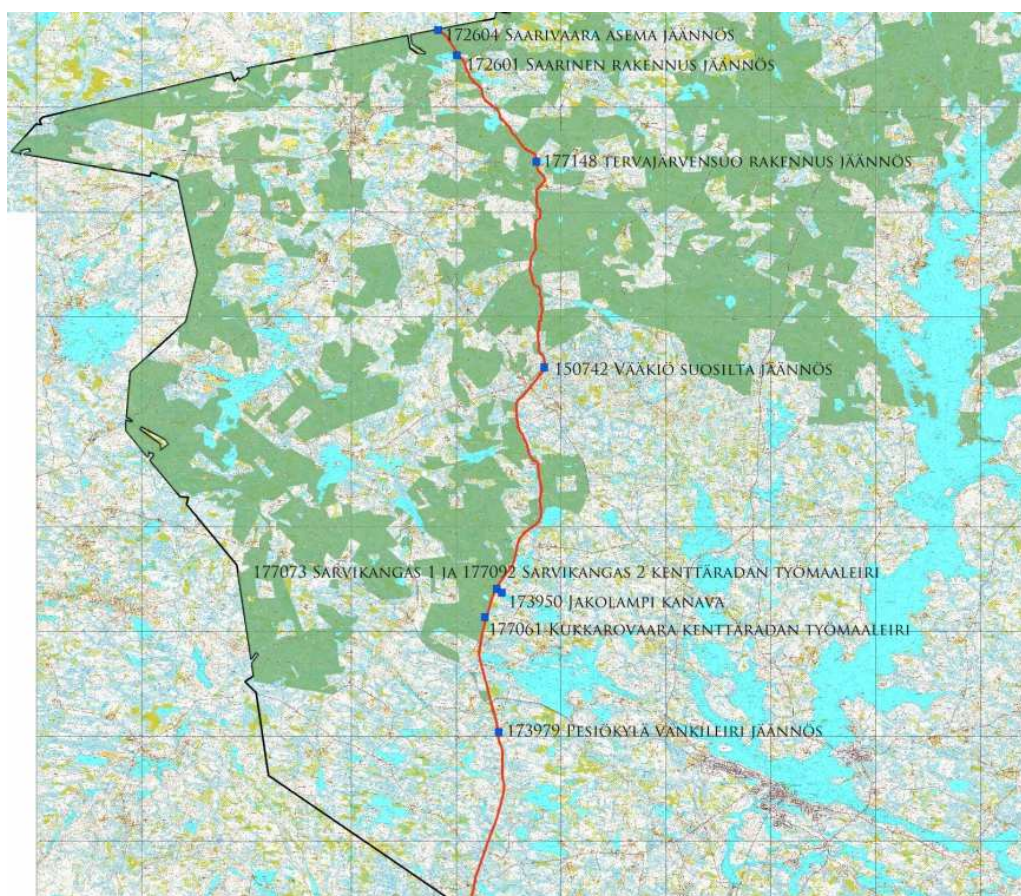 172604 Saarivaara asema jäännös
172601 Saarinen rakennus jäännös
177148 tervajärvensuo rakennus jäännös
150742 Vääkiö suosilta jäännös
177073 Sarvikangas 1 ja 177092 Sarvikangas 2 kenttäradan työmaaleiri
173950 Jakolampi kanava
177061 Kukkarovaara kenttäradan työmaaleiri
173979 Pesiökylä vankileiri jäännös